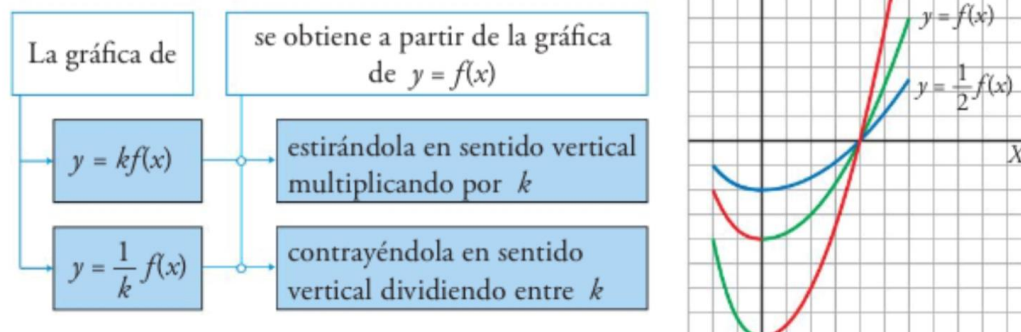 La gráfica de
se obtiene a partir de la gráfica
de y = f(x)
y = kf(x)
estirándola en sentido vertical
multiplicando por k
y = 1/k f(x)
contrayéndola en sentido
vertical dividiendo entre k
y = f(x)
y = 1/2 f(x)
X